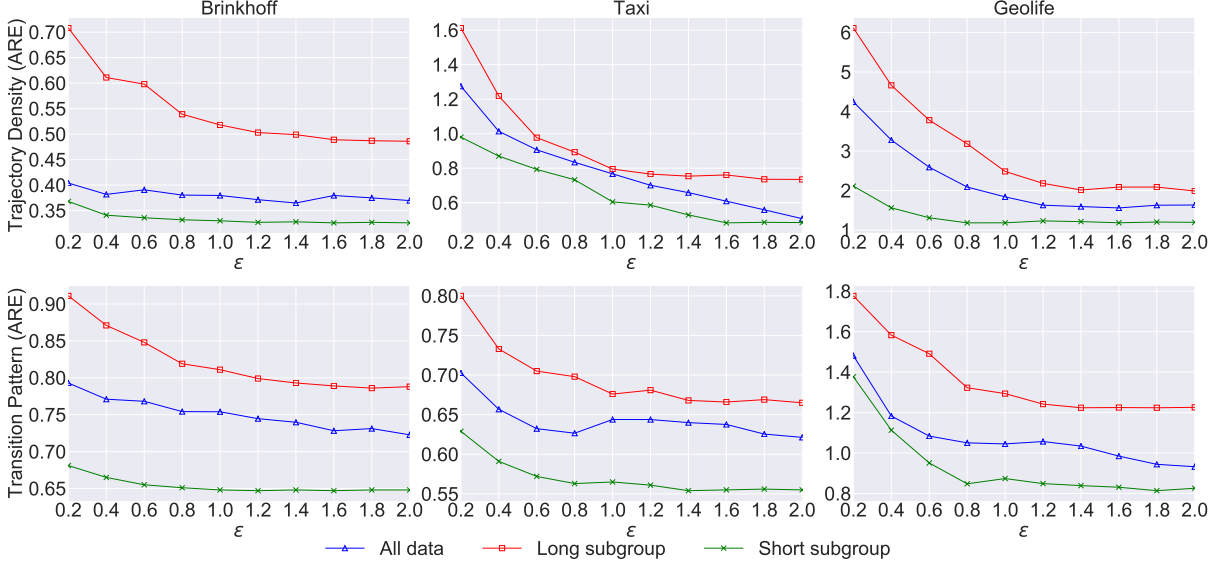 Brinkhoff
Taxi
Geolife
Trajectory Density (ARE)
0.70
0.65
0.60
0.55
0.50
0.45
0.40
0.35
0.2 0.4 0.6 0.8 1.0 1.2 1.4 1.6 1.8 2.0
ε
1.6
1.4
1.2
1.0
0.8
0.6
0.2 0.4 0.6 0.8 1.0 1.2 1.4 1.6 1.8 2.0
ε
6
5
4
3
2
1
0.2 0.4 0.6 0.8 1.0 1.2 1.4 1.6 1.8 2.0
ε
Transition Pattern (ARE)
0.90
0.85
0.80
0.75
0.70
0.65
0.2 0.4 0.6 0.8 1.0 1.2 1.4 1.6 1.8 2.0
ε
0.80
0.75
0.70
0.65
0.60
0.55
0.2 0.4 0.6 0.8 1.0 1.2 1.4 1.6 1.8 2.0
ε
1.8
1.6
1.4
1.2
1.0
0.8
0.2 0.4 0.6 0.8 1.0 1.2 1.4 1.6 1.8 2.0
ε
All data
Long subgroup
Short subgroup